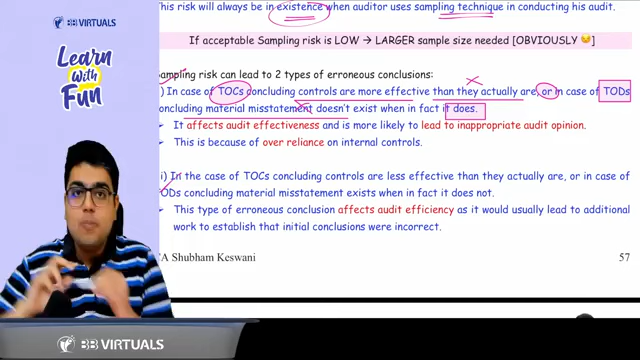 BB VIRTUALS
Learn
With
Fun
This risk will always be in existence when auditor uses sampling technique in conducting his audit.
If acceptable Sampling risk is LOW → LARGER sample size needed [OBVIOUSLY 😉]
Sampling risk can lead to 2 types of erroneous conclusions:
) In case of TOCs concluding controls are more effective than they actually are, or in case of TODs
concluding material misstatement doesn't exist when in fact it does.
➤ It affects audit effectiveness and is more likely to lead to inappropriate audit opinion.
➤ This is because of over reliance on internal controls.
i) In the case of TOCs concluding controls are less effective than they actually are, or in case of
TODs concluding material misstatement exists when in fact it does not.
➤ This type of erroneous conclusion affects audit efficiency as it would usually lead to additional
work to establish that initial conclusions were incorrect.
CA Shubham Keswani 57
BB VIRTUALS